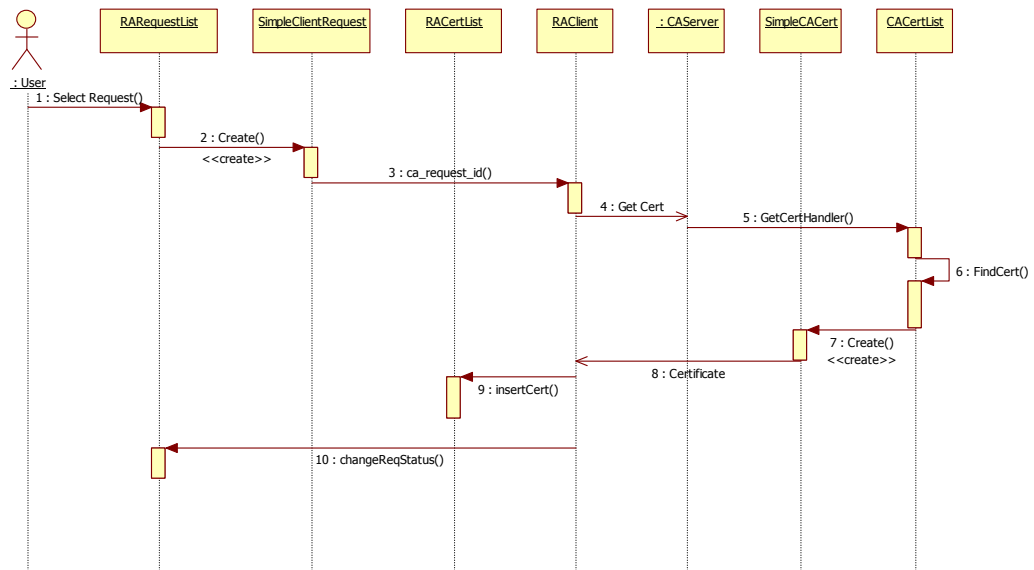 RARequestList
SimpleClientRequest
RACertList
RAClient
: CAServer
SimpleCACert
CACertList
: User
1 : Select Request()
2 : Create()
<<create>>
3 : ca_request_id()
4 : Get Cert
5 : GetCertHandler()
6 : FindCert()
7 : Create()
<<create>>
8 : Certificate
9 : insertCert()
10 : changeReqStatus()